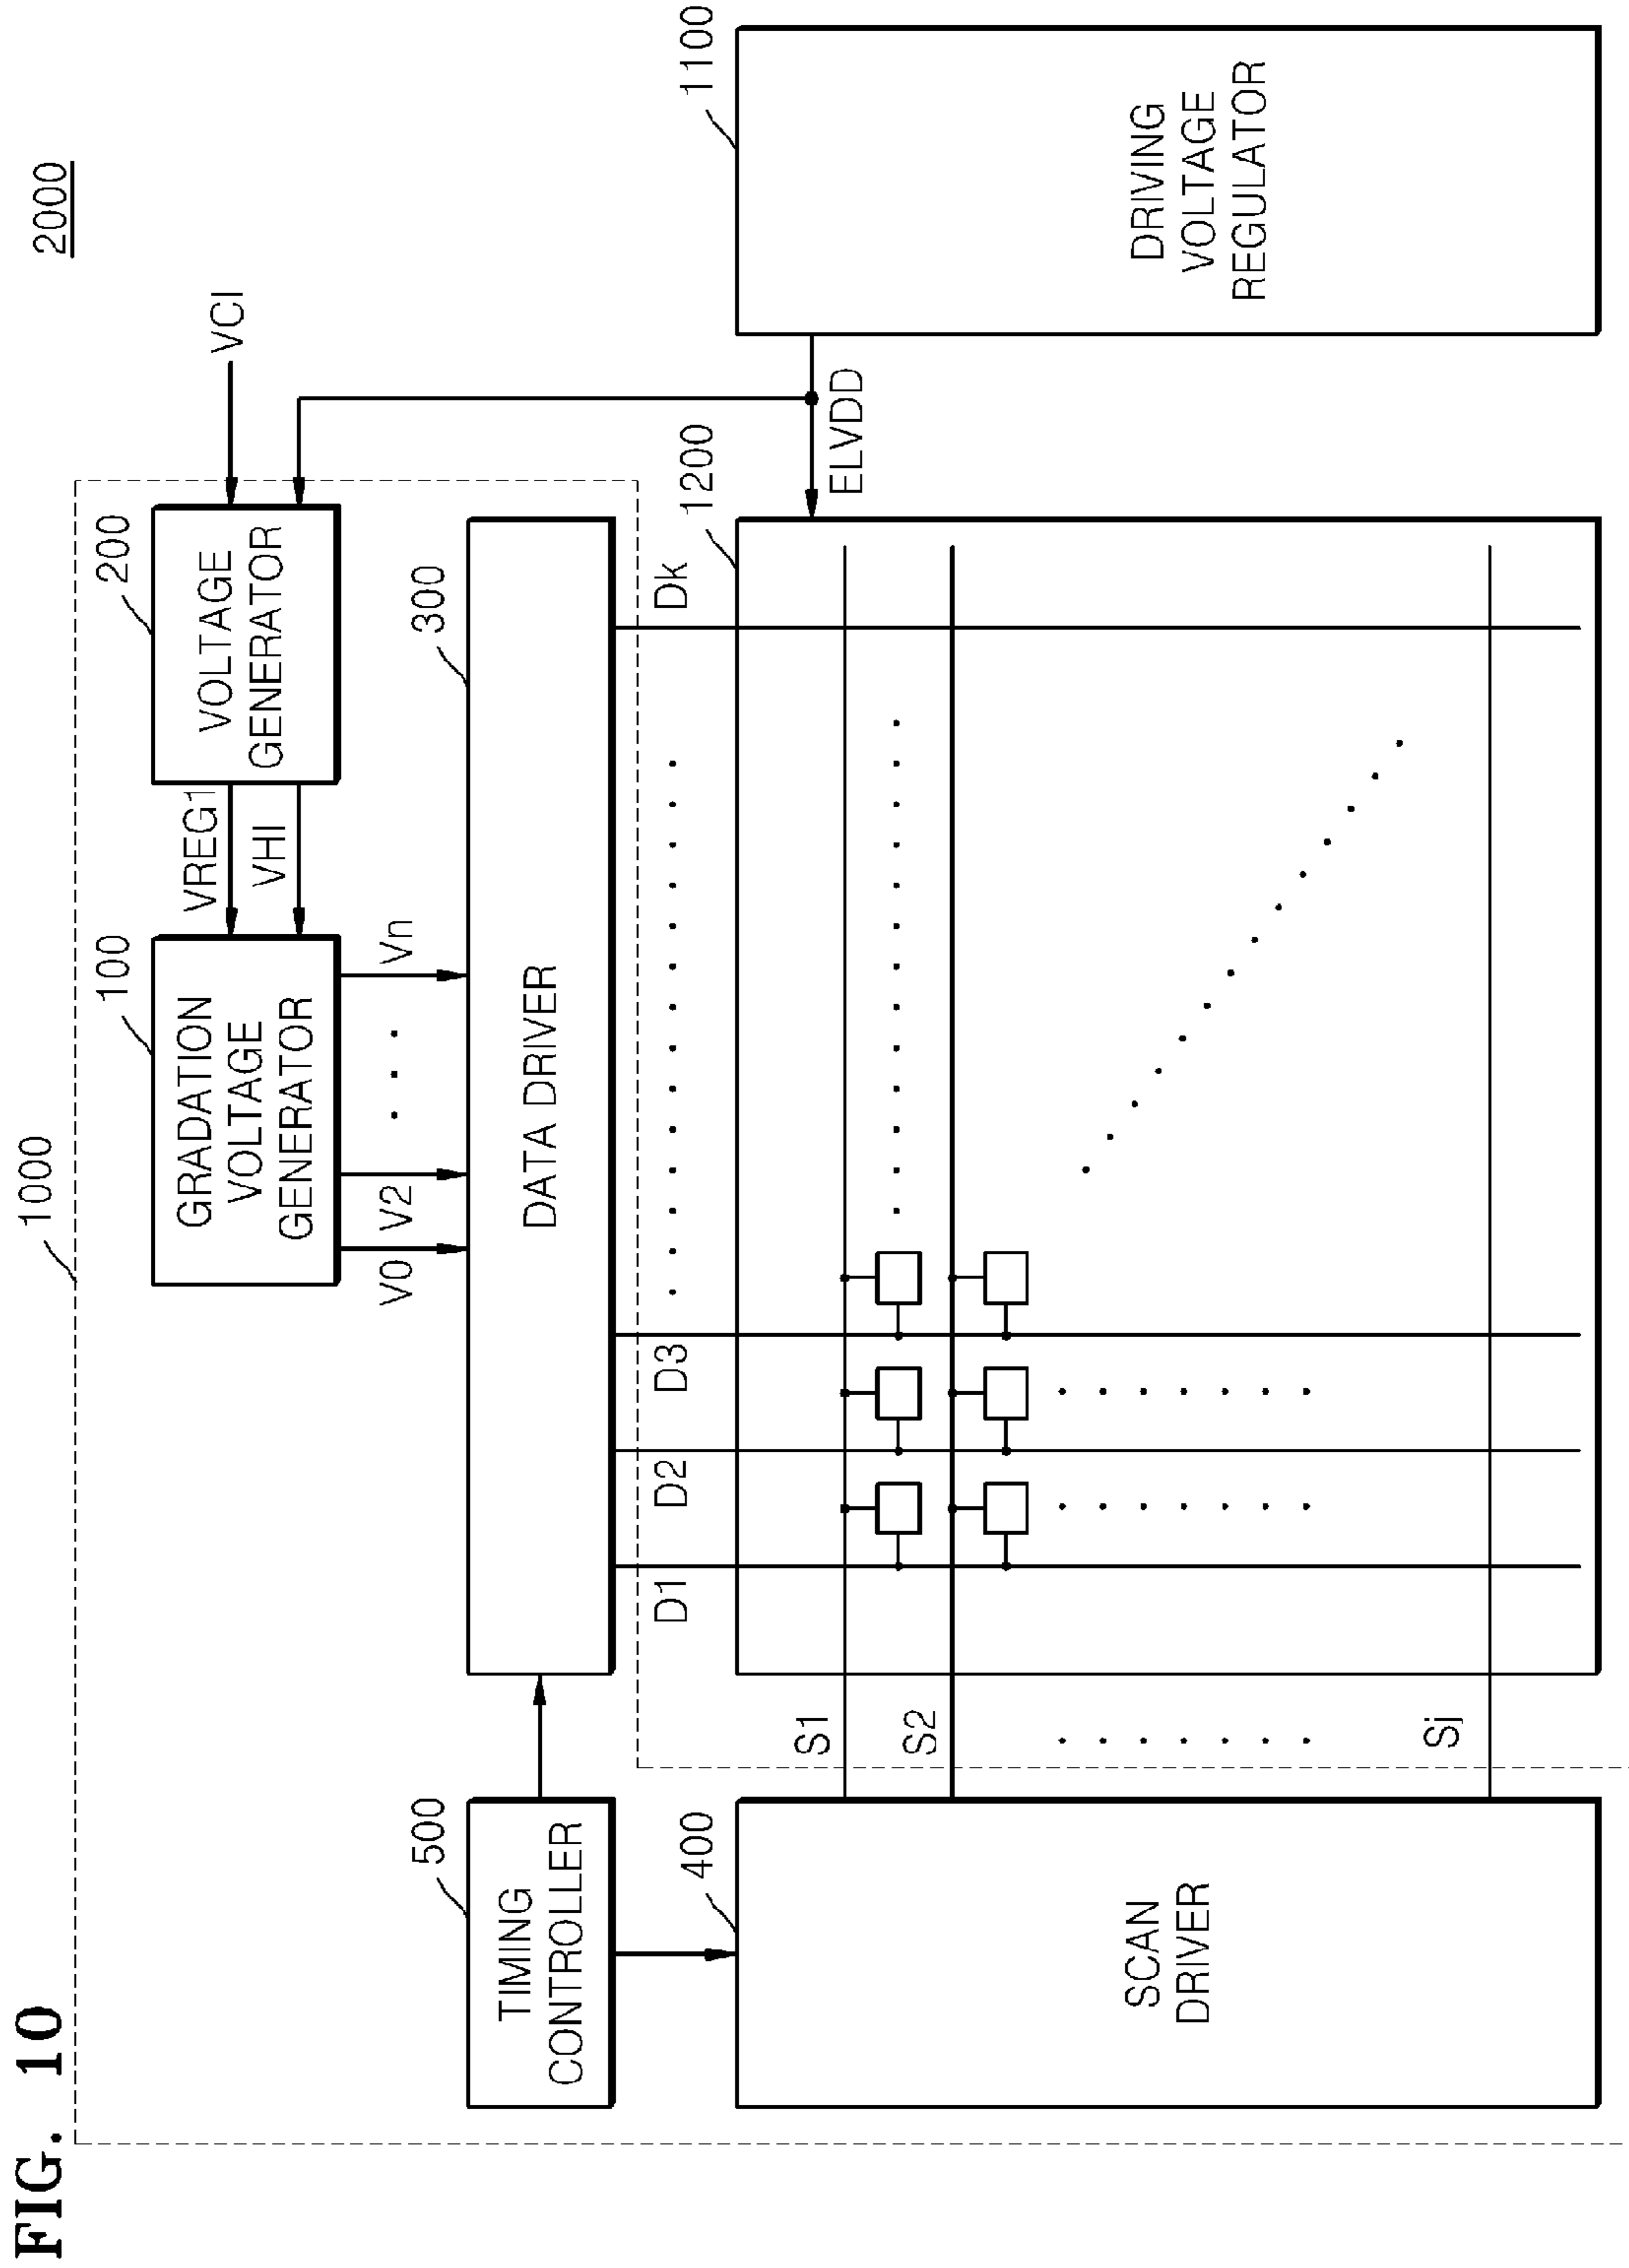 FIG. 10
2000
1000
100
GRADATION
VOLTAGE
GENERATOR
VREG1
VHI
200
VOLTAGE
GENERATOR
VCI
V0
V2
Vn
500
TIMING
CONTROLLER
300
DATA DRIVER
D1
D2
D3
Dk
400
SCAN
DRIVER
S1
S2
Sj
1200
ELVDD
1100
DRIVING
VOLTAGE
REGULATOR